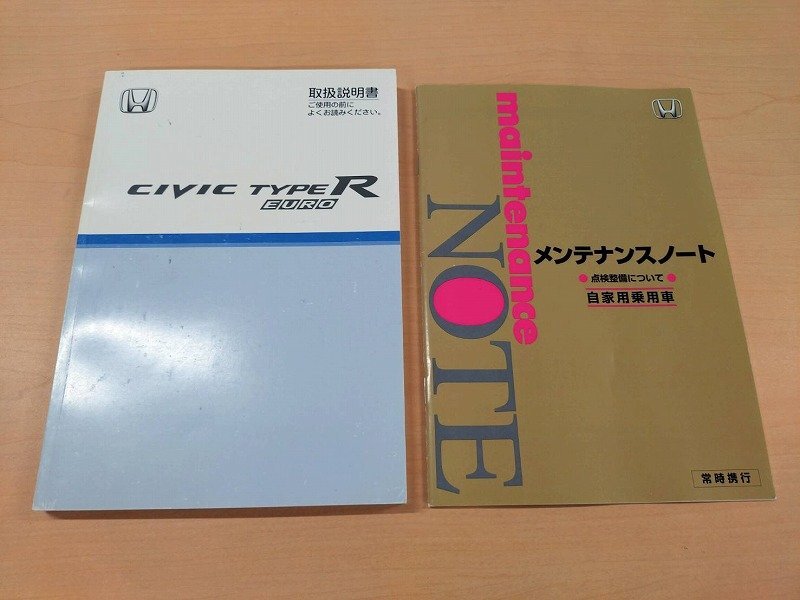 取扱説明書
ご使用の前に
よくお読みください。
CIVIC TYPE R
EURO
maintenance
NOTE
メンテナンスノート
● 点検整備について ●
自家用乗用車
常時携行